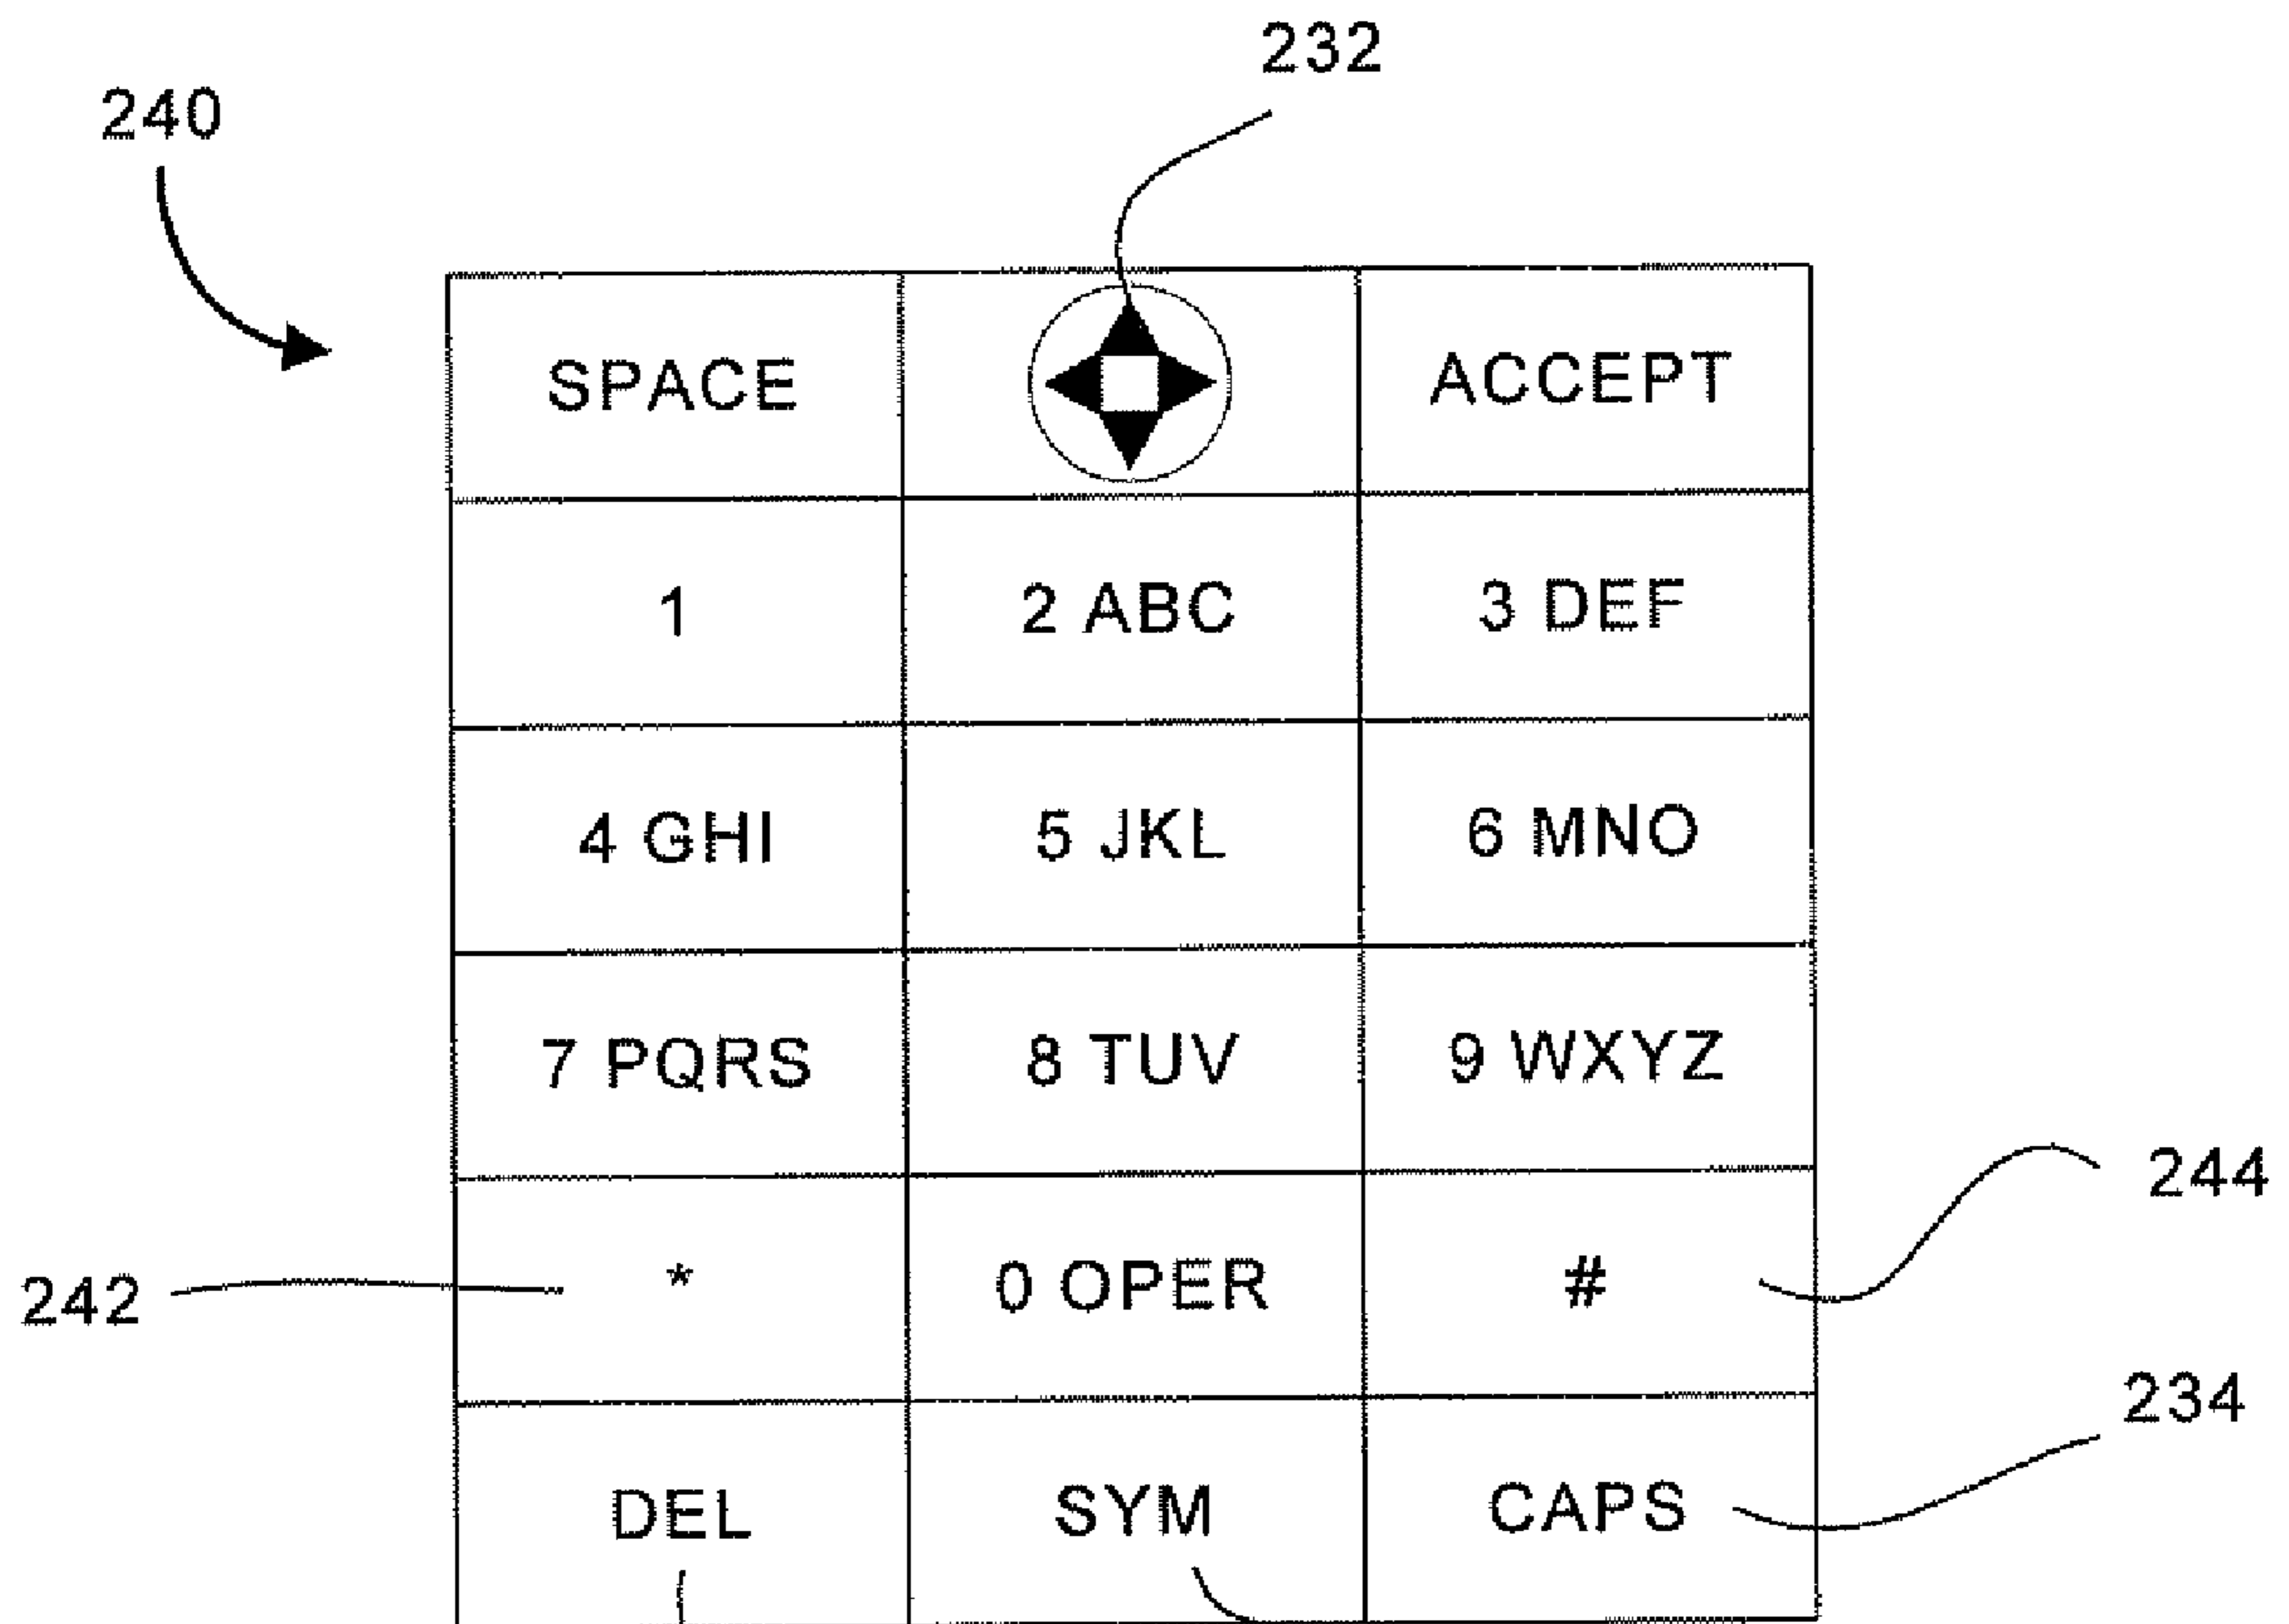 232
240
SPACE ACCEPT
1 2 ABC 3 DEF
4 GHI 5 JKL 6 MNO
7 PQRS 8 TUV 9 WXYZ
244
242 * 0 OPER #
234
DEL SYM CAPS